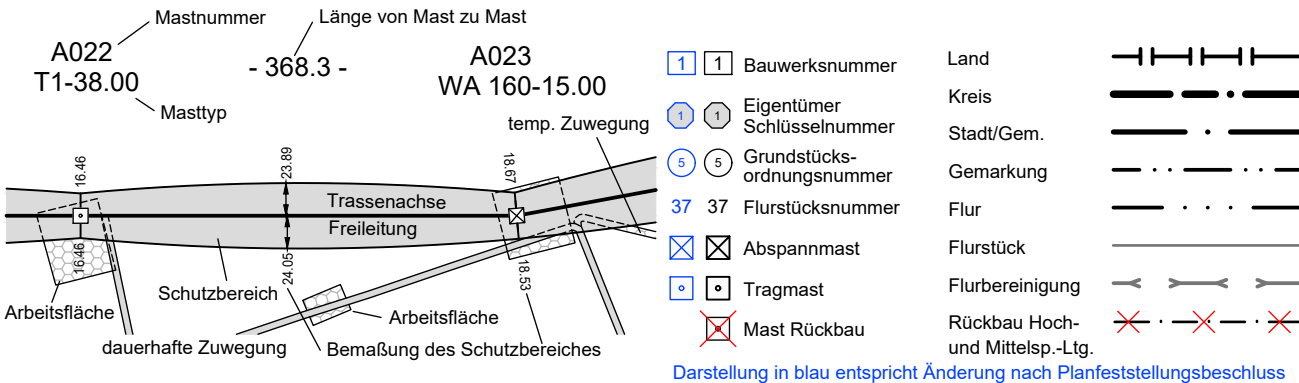 Mastnummer
Länge von Mast zu Mast
A022
T1-38.00
- 368.3 -
A023
WA 160-15.00
Masttyp
temp. Zuwegung
16.46
23.89
18.67
Trassenachse
Freileitung
16.46
24.05
18.53
Schutzbereich
Arbeitsfläche
Arbeitsfläche
dauerhafte Zuwegung
Bemaßung des Schutzbereiches
1 1 Bauwerksnummer
1 1 Eigentümer
Schlüsselnummer
5 5 Grundstücks-
ordnungsnummer
37 37 Flurstücksnummer
Abspannmast
Tragmast
Mast Rückbau
Land
Kreis
Stadt/Gem.
Gemarkung
Flur
Flurstück
Flurbereinigung
Rückbau Hoch-
und Mittelsp.-Ltg.
Darstellung in blau entspricht Änderung nach Planfeststellungsbeschluss